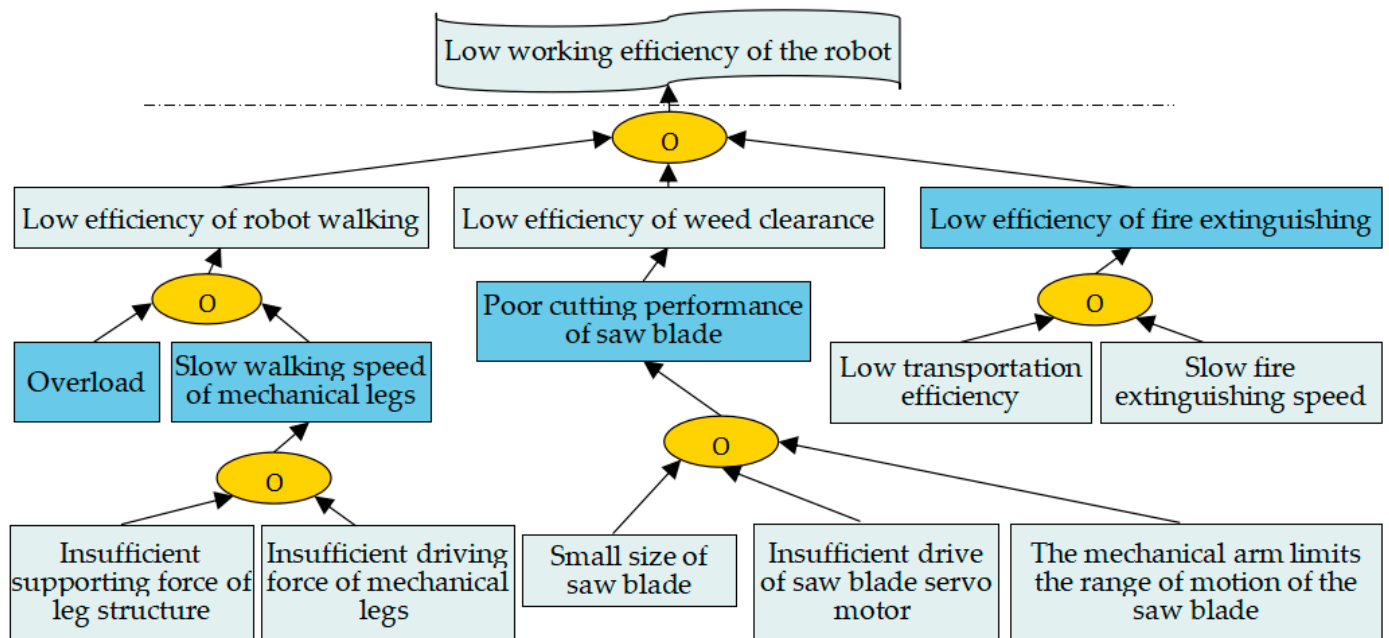 Low working efficiency of the robot
O
Low efficiency of robot walking
Low efficiency of weed clearance
Low efficiency of fire extinguishing
O
O
Poor cutting performance
of saw blade
Overload
Slow walking speed
of mechanical legs
Low transportation
efficiency
Slow fire
extinguishing speed
O
O
Insufficient
supporting force of
leg structure
Insufficient driving
force of mechanical
legs
Small size of
saw blade
Insufficient drive
of saw blade servo
motor
The mechanical arm limits
the range of motion of the
saw blade